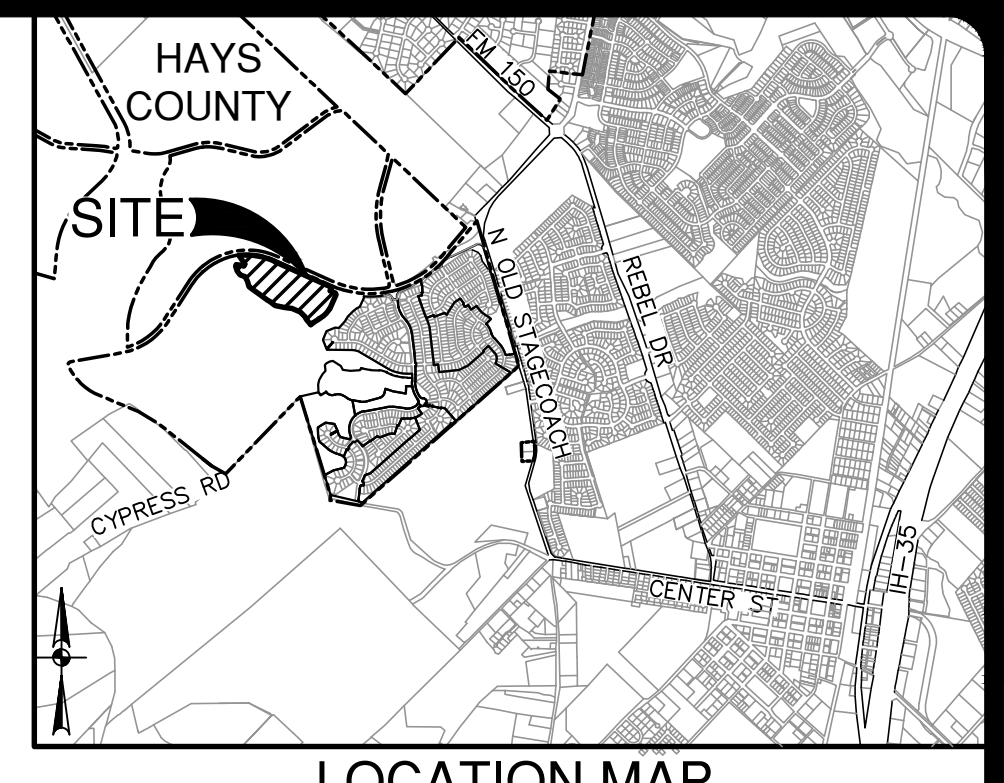 HAYS
COUNTY
FM 150
SITE
N OLD STAGECOACH
REBEL DR
CYPRESS RD
IH-35
CENTER ST
LOCATION MAP